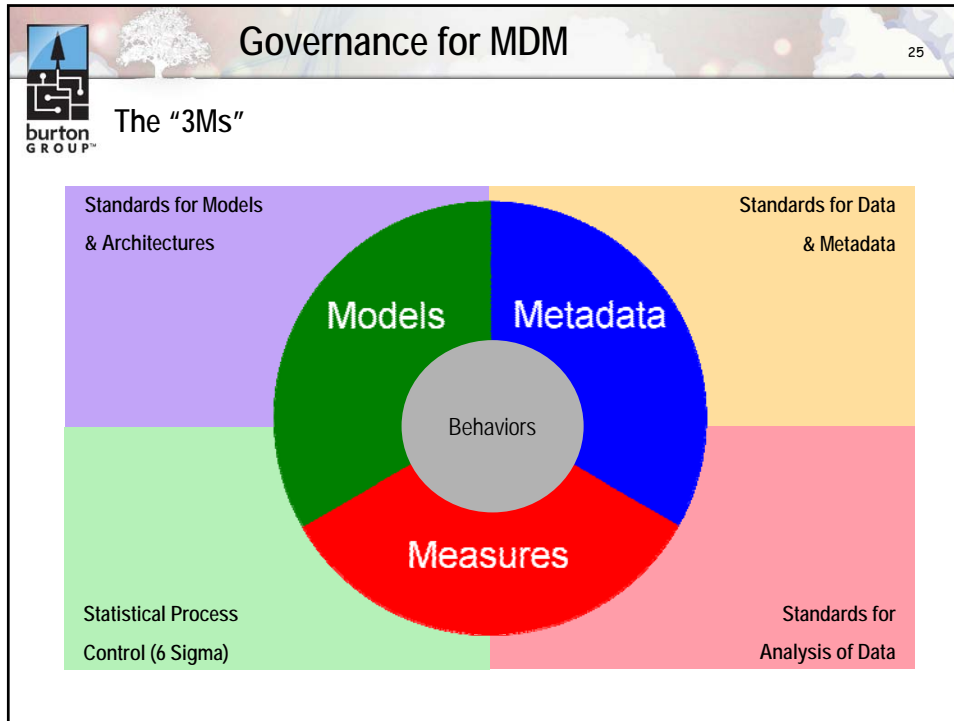 Governance for MDM
25
burton
GROUP™
The “3Ms”
Standards for Models
& Architectures
Standards for Data
& Metadata
Models
Metadata
Behaviors
Measures
Statistical Process
Control (6 Sigma)
Standards for
Analysis of Data